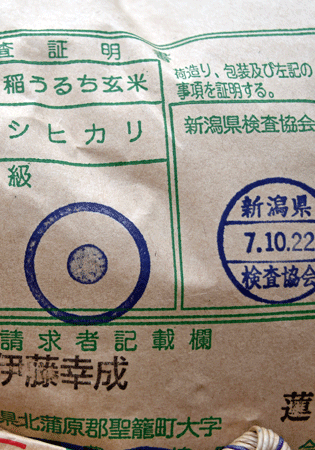 査証明書
稲うるち玄米
シヒカリ
級
荷造り、包装及び左記の
事項を証明する。
新潟県検査協会
新潟県
7.10.22
検査協会
請求者記載欄
伊藤幸成
蓮
県北蒲原郡聖籠町大字